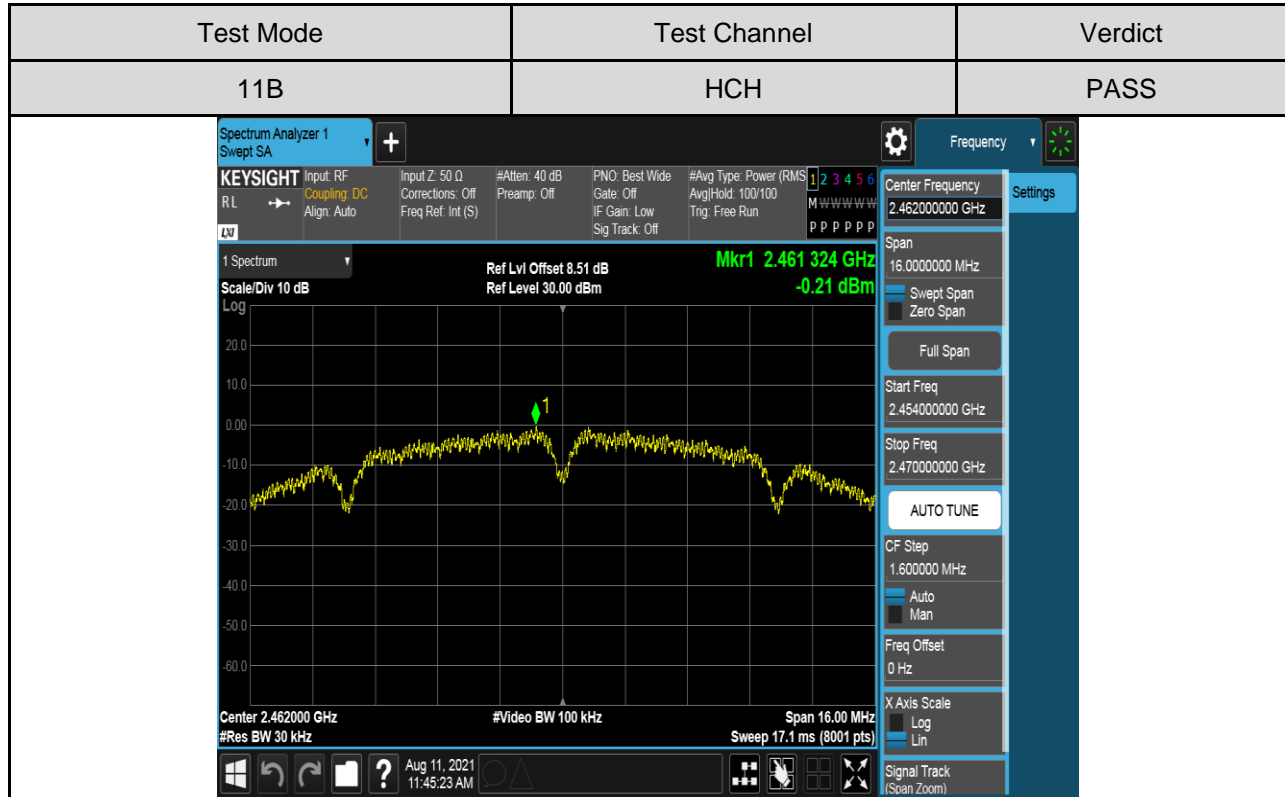 Test Mode Test Channel Verdict
11B HCH PASS
Spectrum Analyzer 1
Swept SA
+
Frequency
KEYSIGHT
RL
LXI
Input: RF
Coupling: DC
Align: Auto
Input Z: 50 Ω
Corrections: Off
Freq Ref: Int (S)
#Atten: 40 dB
Preamp: Off
PNO: Best Wide
Gate: Off
IF Gain: Low
Sig Track: Off
#Avg Type: Power (RMS
Avg|Hold: 100/100
Trig: Free Run
1 2 3 4 5 6
M W W W W W
P P P P P P
Center Frequency
2.462000000 GHz
Settings
1 Spectrum
Scale/Div 10 dB
Ref Lvl Offset 8.51 dB
Ref Level 30.00 dBm
Mkr1 2.461 324 GHz
-0.21 dBm
Log
20.0
10.0
0.00
-10.0
-20.0
-30.0
-40.0
-50.0
-60.0
1
Center 2.462000 GHz
#Res BW 30 kHz
#Video BW 100 kHz
Span 16.00 MHz
Sweep 17.1 ms (8001 pts)
Span
16.0000000 MHz
Swept Span
Zero Span
Full Span
Start Freq
2.454000000 GHz
Stop Freq
2.470000000 GHz
AUTO TUNE
CF Step
1.600000 MHz
Auto
Man
Freq Offset
0 Hz
X Axis Scale
Log
Lin
Signal Track
(Span Zoom)
?
Aug 11, 2021
11:45:23 AM